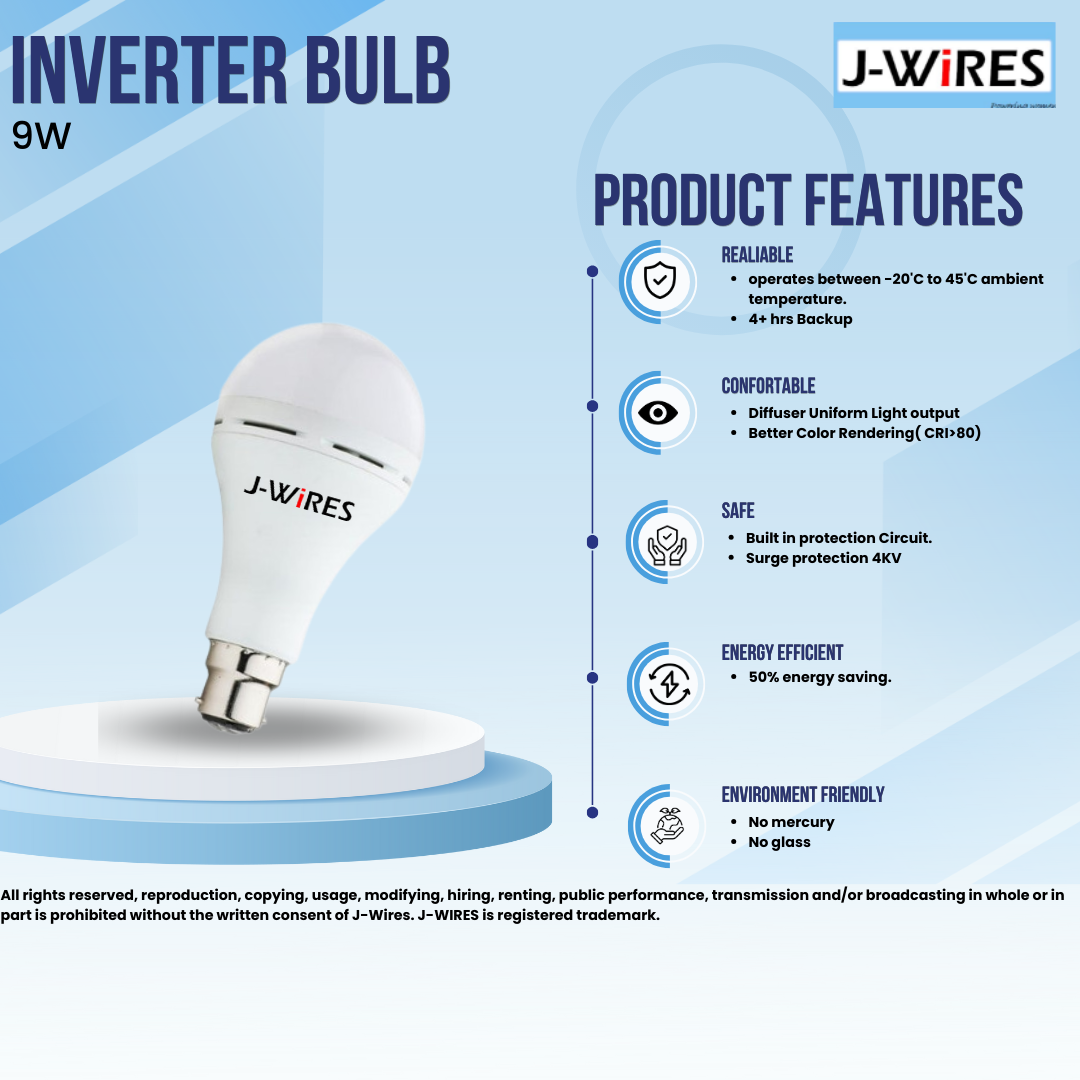 INVERTER BULB
9W
J-WiRES
PRODUCT FEATURES
REALIABLE
• operates between -20'C to 45'C ambient
temperature.
• 4+ hrs Backup
CONFORTABLE
• Diffuser Uniform Light output
• Better Color Rendering( CRI>80)
J-WiRES
SAFE
• Built in protection Circuit.
• Surge protection 4KV
ENERGY EFFICIENT
• 50% energy saving.
ENVIRONMENT FRIENDLY
• No mercury
• No glass
All rights reserved, reproduction, copying, usage, modifying, hiring, renting, public performance, transmission and/or broadcasting in whole or in
part is prohibited without the written consent of J-Wires. J-WIRES is registered trademark.